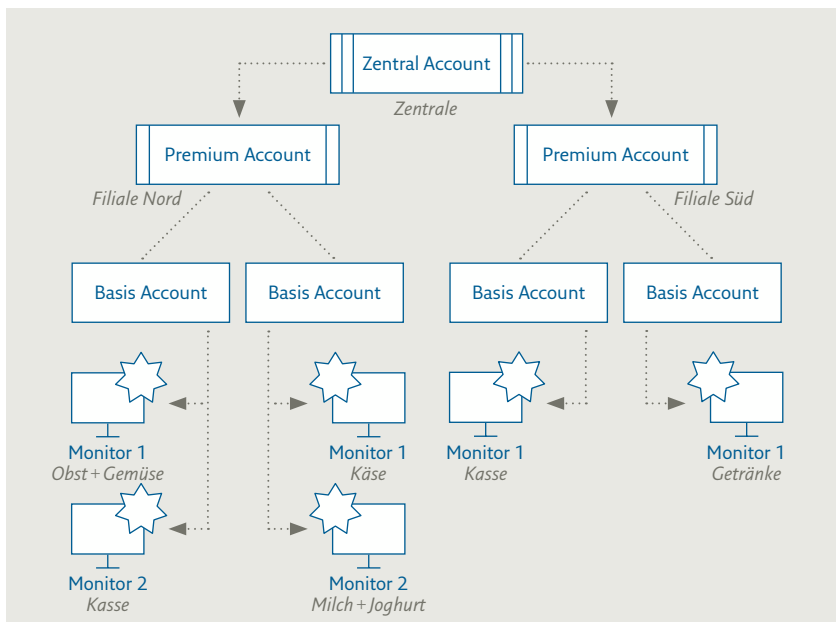 Zentral Account
Zentrale
Premium Account
Premium Account
Filiale Nord
Filiale Süd
Basis Account
Basis Account
Basis Account
Basis Account
Monitor 1
Obst + Gemüse
Monitor 1
Käse
Monitor 1
Kasse
Monitor 1
Getränke
Monitor 2
Kasse
Monitor 2
Milch + Joghurt